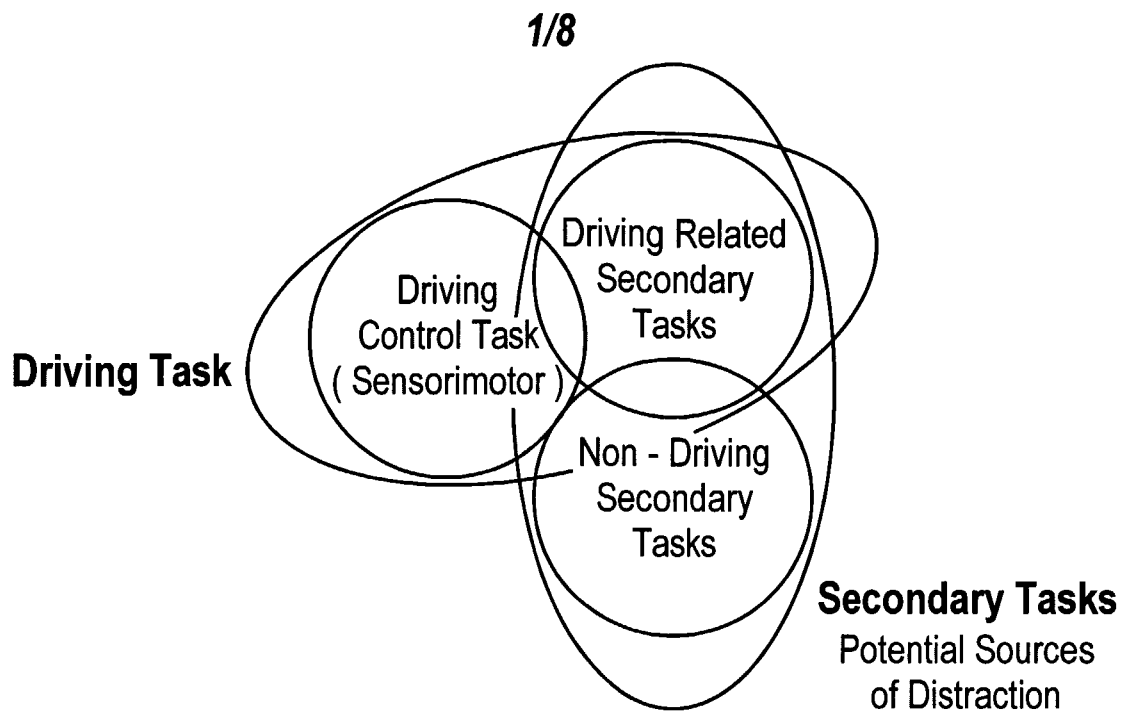 1/8
Driving Related
Secondary
Tasks
Driving
Control Task
( Sensorimotor )
Driving Task
Non - Driving
Secondary
Tasks
Secondary Tasks
Potential Sources
of Distraction